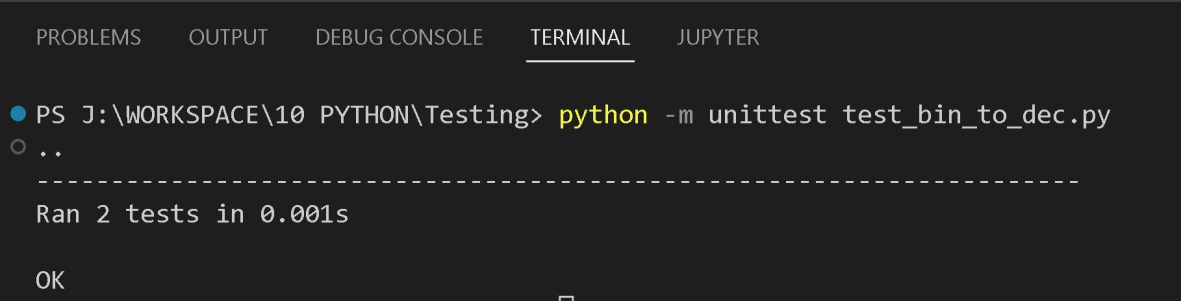 PROBLEMS OUTPUT DEBUG CONSOLE TERMINAL JUPYTER
PS J:\WORKSPACE\10 PYTHON\Testing> python -m unittest test_bin_to_dec.py
..
----------------------------------------------------------------------
Ran 2 tests in 0.001s
OK